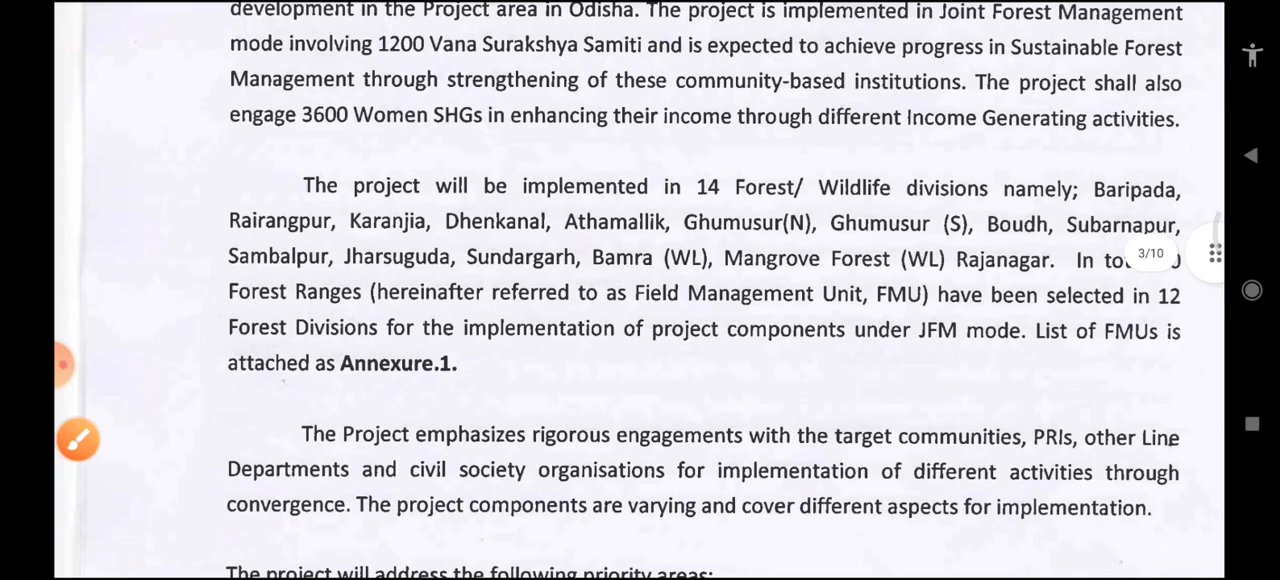 development in the Project area in Odisha. The project is implemented in Joint Forest Management
mode involving 1200 Vana Surakshya Samiti and is expected to achieve progress in Sustainable Forest
Management through strengthening of these community-based institutions. The project shall also
engage 3600 Women SHGs in enhancing their income through different Income Generating activities.
The project will be implemented in 14 Forest/ Wildlife divisions namely; Baripada,
Rairangpur, Karanjia, Dhenkanal, Athamallik, Ghumusur(N), Ghumusur (S), Boudh, Subarnapur,
Sambalpur, Jharsuguda, Sundargarh, Bamra (WL), Mangrove Forest (WL) Rajanagar. In
3/10
Forest Ranges (hereinafter referred to as Field Management Unit, FMU) have been selected in 12
Forest Divisions for the implementation of project components under JFM mode. List of FMUs is
attached as Annexure.1.
The Project emphasizes rigorous engagements with the target communities, PRIs, other Line
Departments and civil society organisations for implementation of different activities through
convergence. The project components are varying and cover different aspects for implementation.
The project will address the following priority areas: